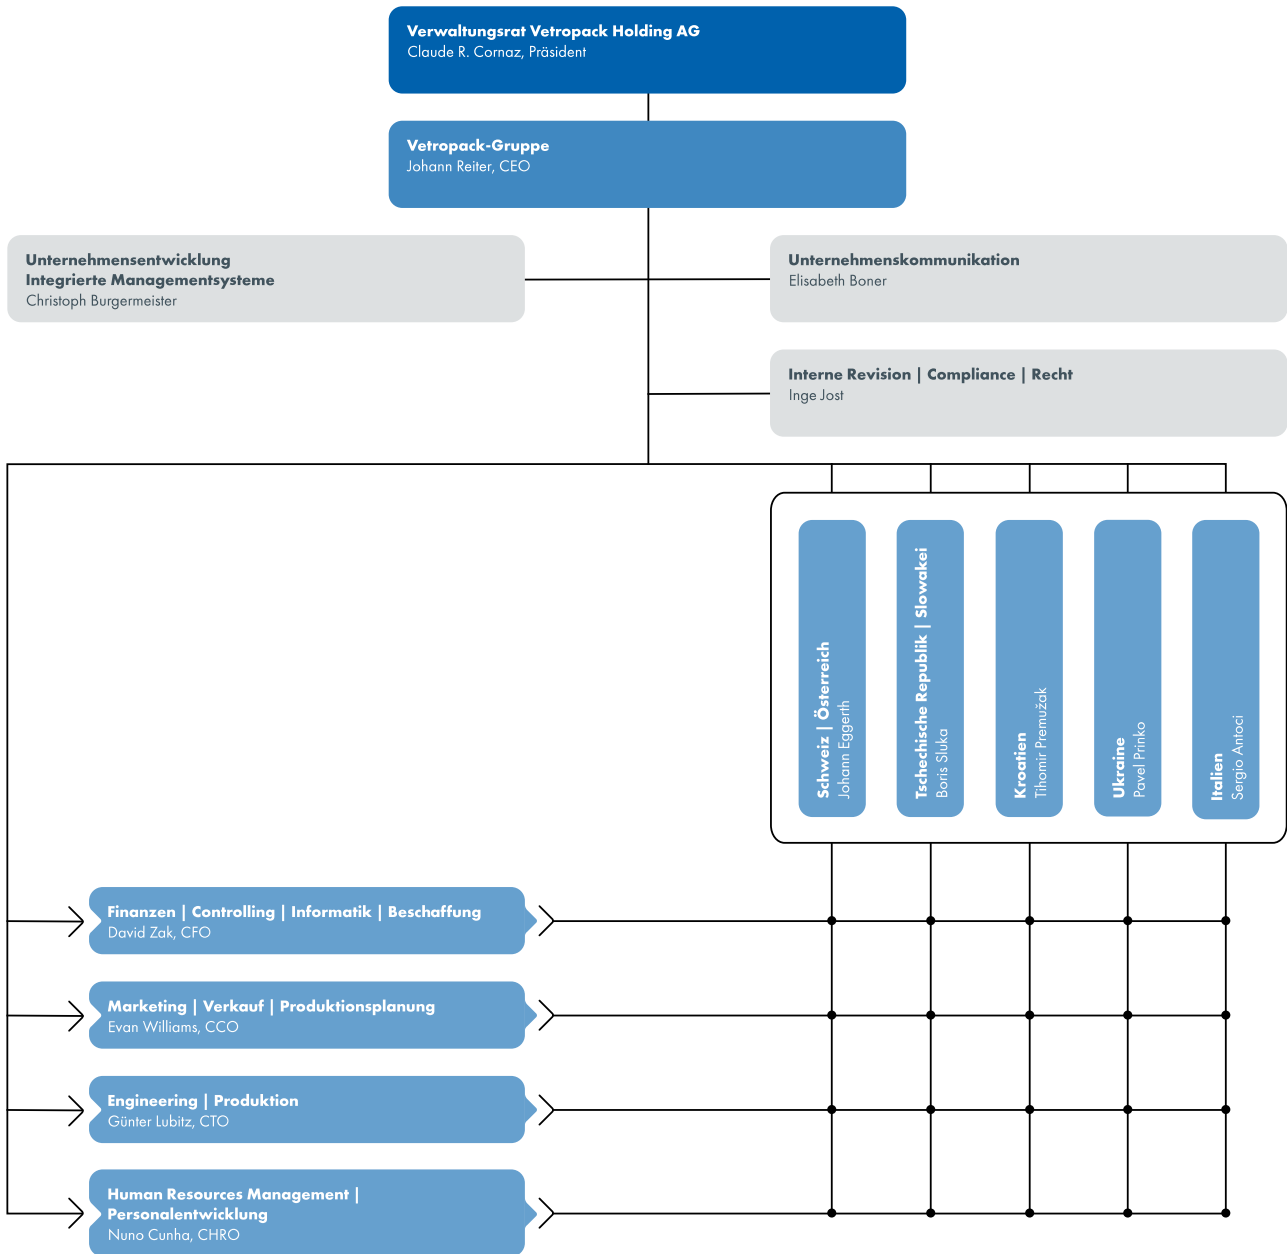 Verwaltungsrat Vetropack Holding AG
Claude R. Cornaz, Präsident
Vetropack-Gruppe
Johann Reiter, CEO
Unternehmensentwicklung
Integrierte Managementsysteme
Christoph Burgermeister
Unternehmenskommunikation
Elisabeth Boner
Interne Revision | Compliance | Recht
Inge Jost
Schweiz | Österreich
Johann Eggerth
Tschechische Republik | Slowakei
Boris Sluka
Kroatien
Tihomir Premužak
Ukraine
Pavel Prinko
Italien
Sergio Antoci
Finanzen | Controlling | Informatik | Beschaffung
David Zak, CFO
Marketing | Verkauf | Produktionsplanung
Evan Williams, CCO
Engineering | Produktion
Günter Lubitz, CTO
Human Resources Management |
Personalentwicklung
Nuno Cunha, CHRO